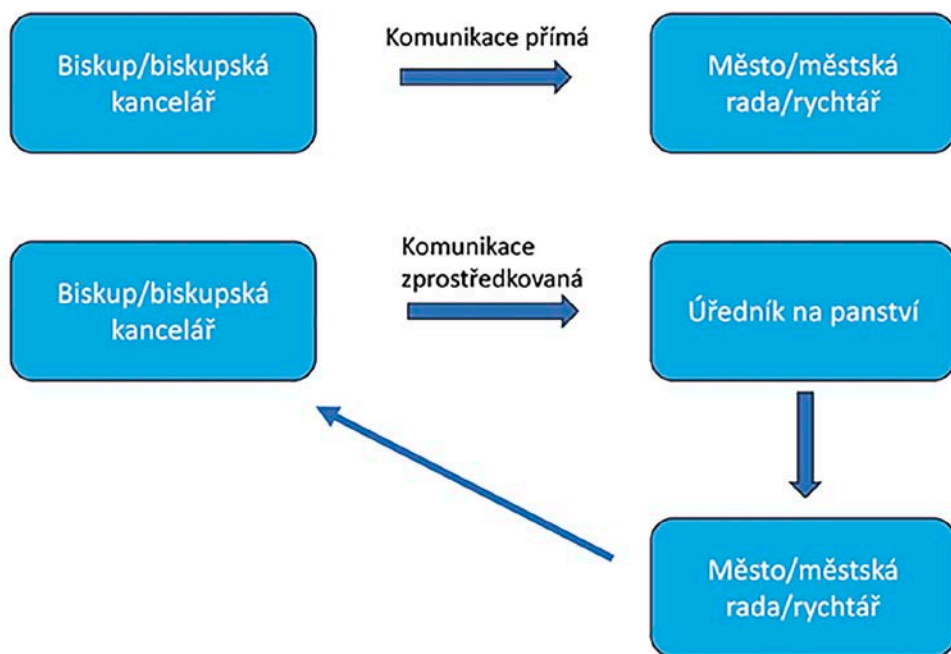 Biskup/biskupská
kancelář
Komunikace přímá
Město/městská
rada/rychtář
Biskup/biskupská
kancelář
Komunikace
zprostředkovaná
Úředník na panství
Město/městská
rada/rychtář